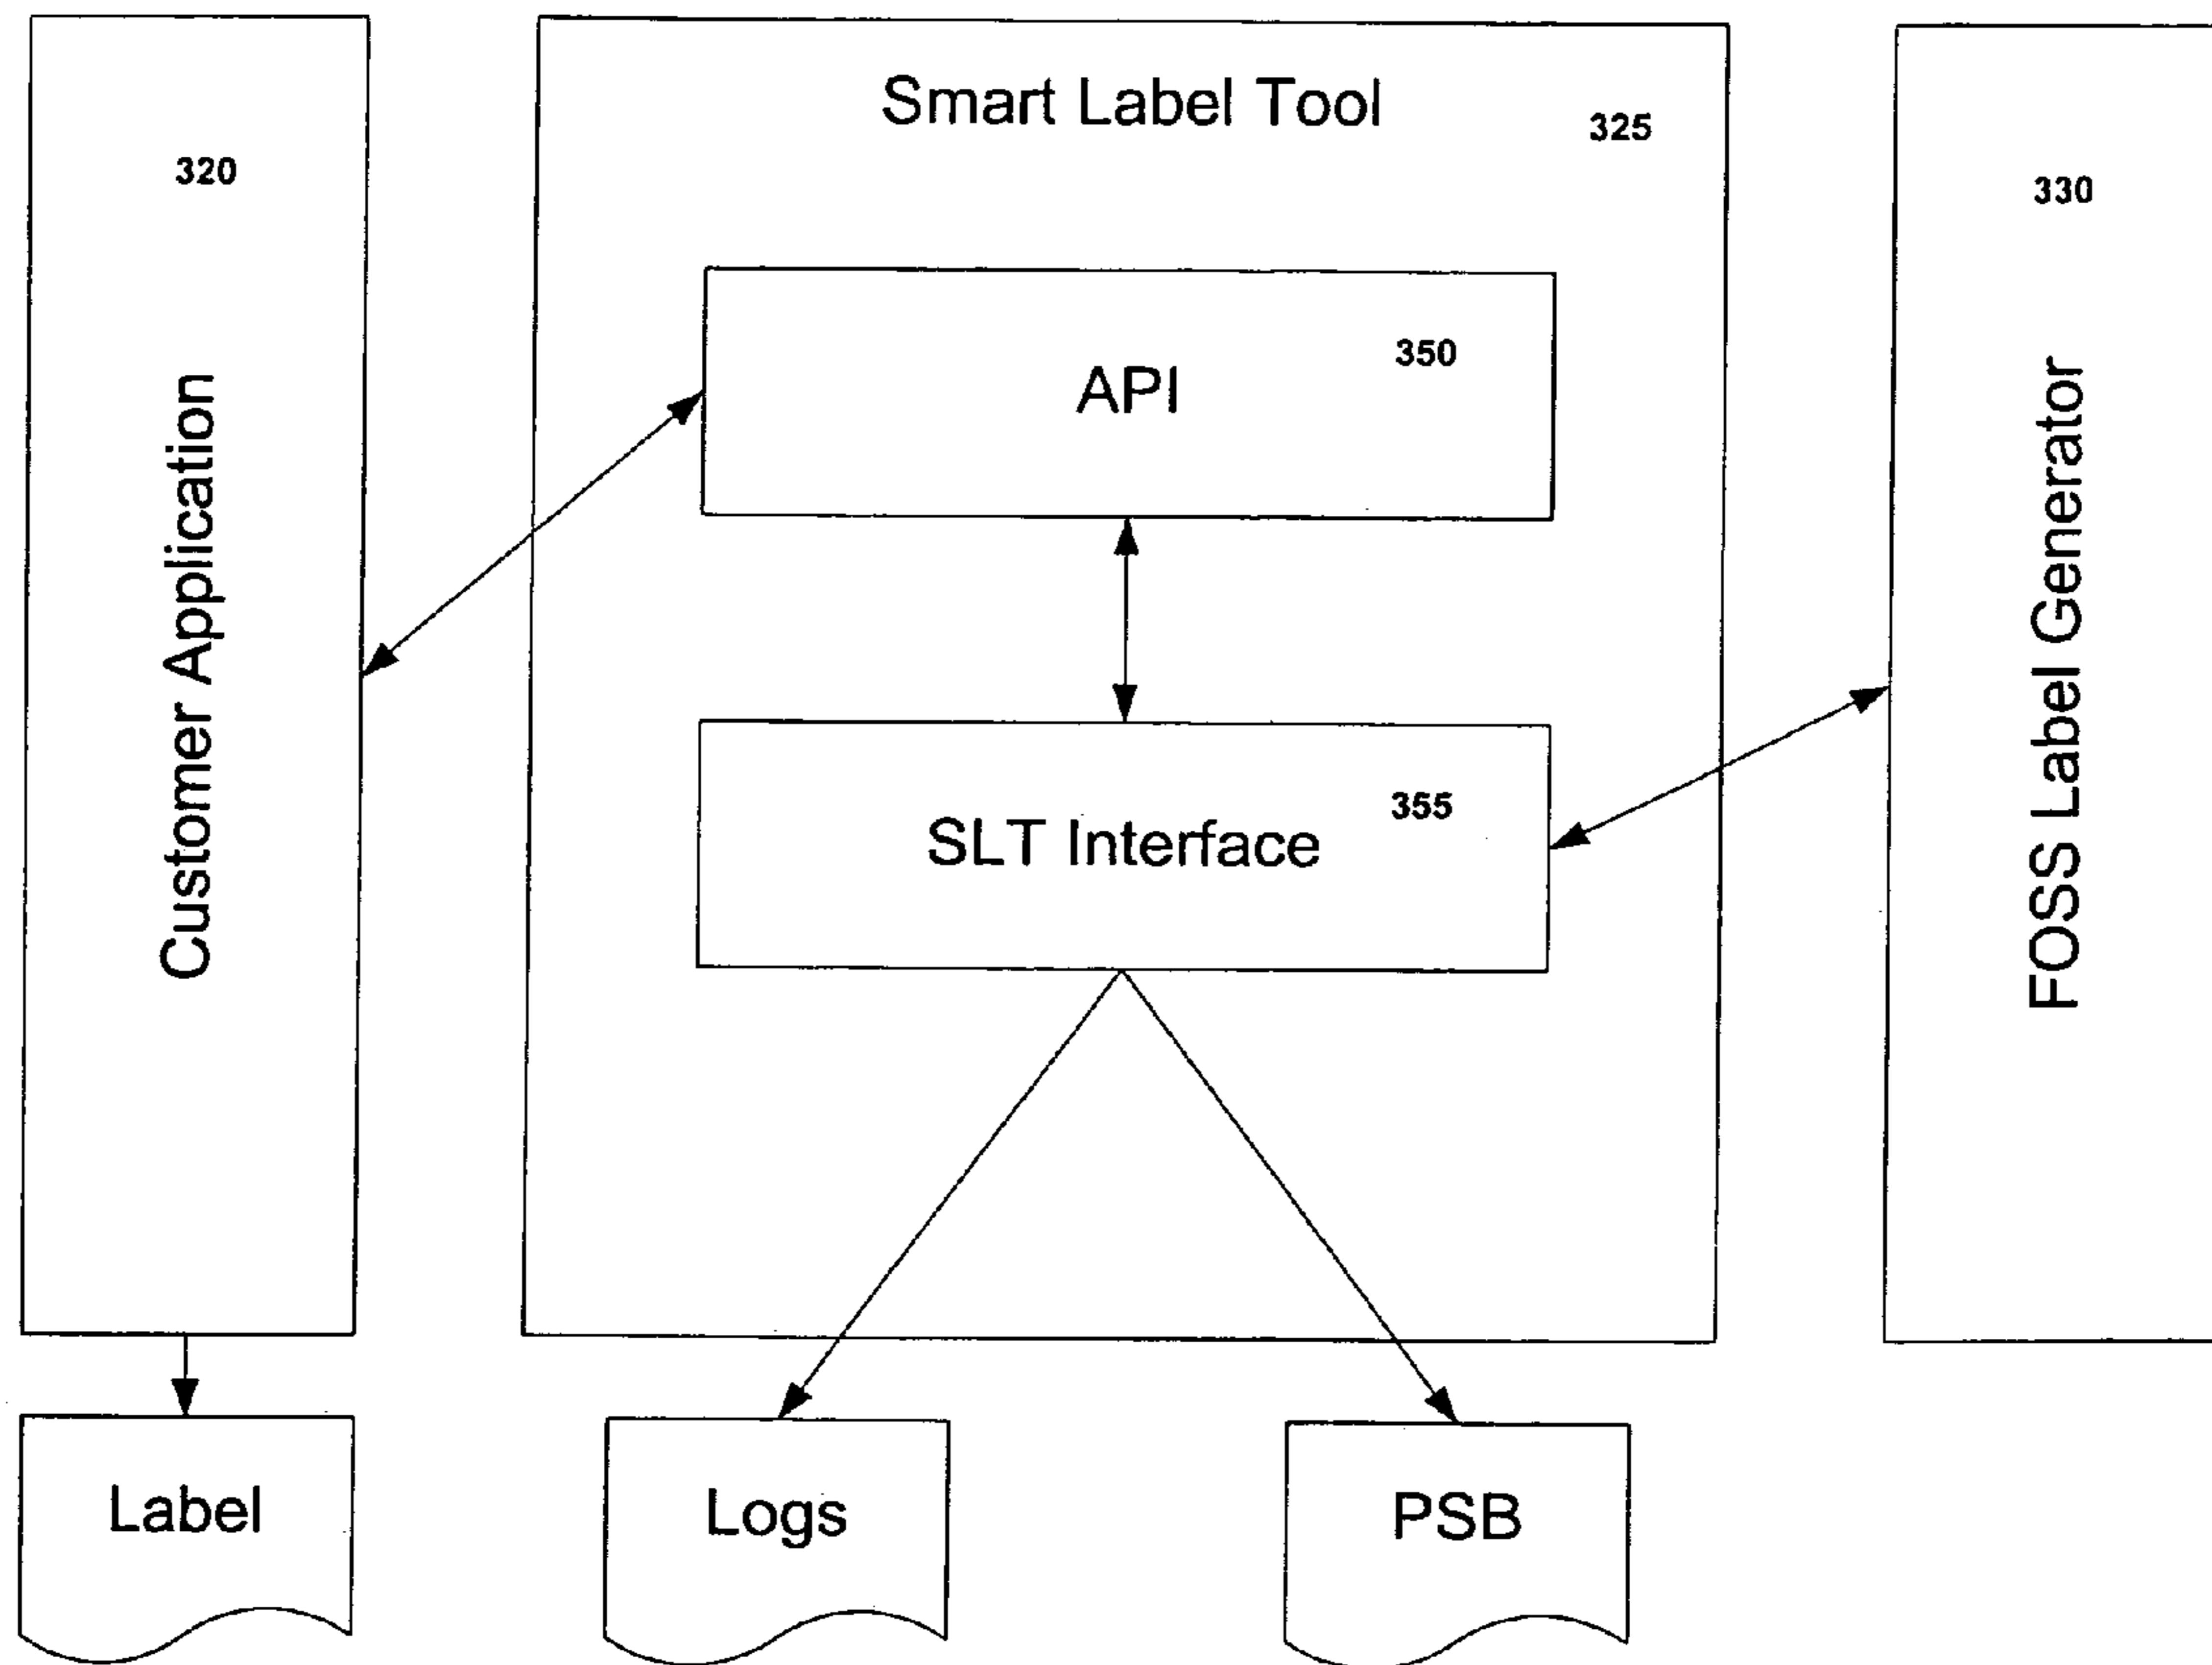 320
Customer Application
Smart Label Tool
325
350
API
355
SLT Interface
330
FOSS Label Generator
Label
Logs
PSB